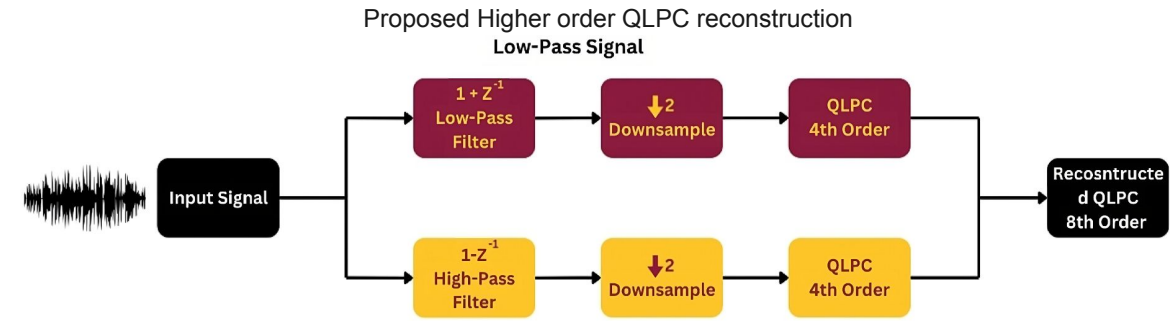 Proposed Higher order QLPC reconstruction
Low-Pass Signal
1 + Z⁻¹
Low-Pass
Filter
↓2
Downsample
QLPC
4th Order
Input Signal
Recosntructe
d QLPC
8th Order
1-Z⁻¹
High-Pass
Filter
↓2
Downsample
QLPC
4th Order